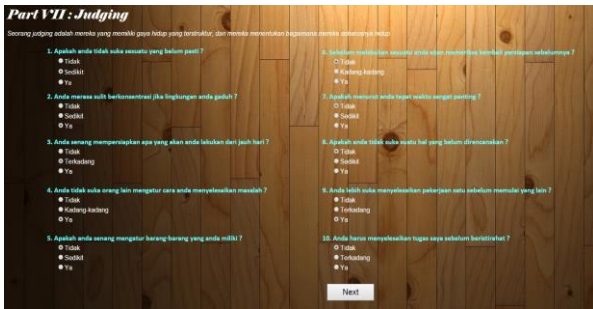 Part VII : Judging
Seorang judging adalah mereka yang memiliki gaya hidup yang terstruktur, dan mereka menentukan bagaimana mereka seharusnya hidup.
1. Apakah anda tidak suka sesuatu yang belum pasti ?
Tidak
Sedikit
Ya
2. Anda merasa sulit berkonsentrasi jika lingkungan anda gaduh ?
Tidak
Sedikit
Ya
3. Anda senang mempersiapkan apa yang akan anda lakukan dari jauh hari ?
Tidak
Terkadang
Ya
4. Anda tidak suka orang lain mengatur cara anda menyelesaikan masalah ?
Tidak
Kadang-kadang
Ya
5. Apakah anda senang mengatur barang-barang yang anda miliki ?
Tidak
Sedikit
Ya
6. Sebelum melakukan sesuatu anda akan memeriksa kembali persiapan sebelumnya ?
Tidak
Kadang-kadang
Ya
7. Apakah menurut anda tepat waktu sangat penting ?
Tidak
Sedikit
Ya
8. Apakah anda tidak suka suatu hal yang belum direncanakan ?
Tidak
Sedikit
Ya
9. Anda lebih suka menyelesaikan pekerjaan satu sebelum memulai yang lain ?
Tidak
Terkadang
Ya
10. Anda harus menyelesaikan tugas saya sebelum beristirahat ?
Tidak
Terkadang
Ya
Next